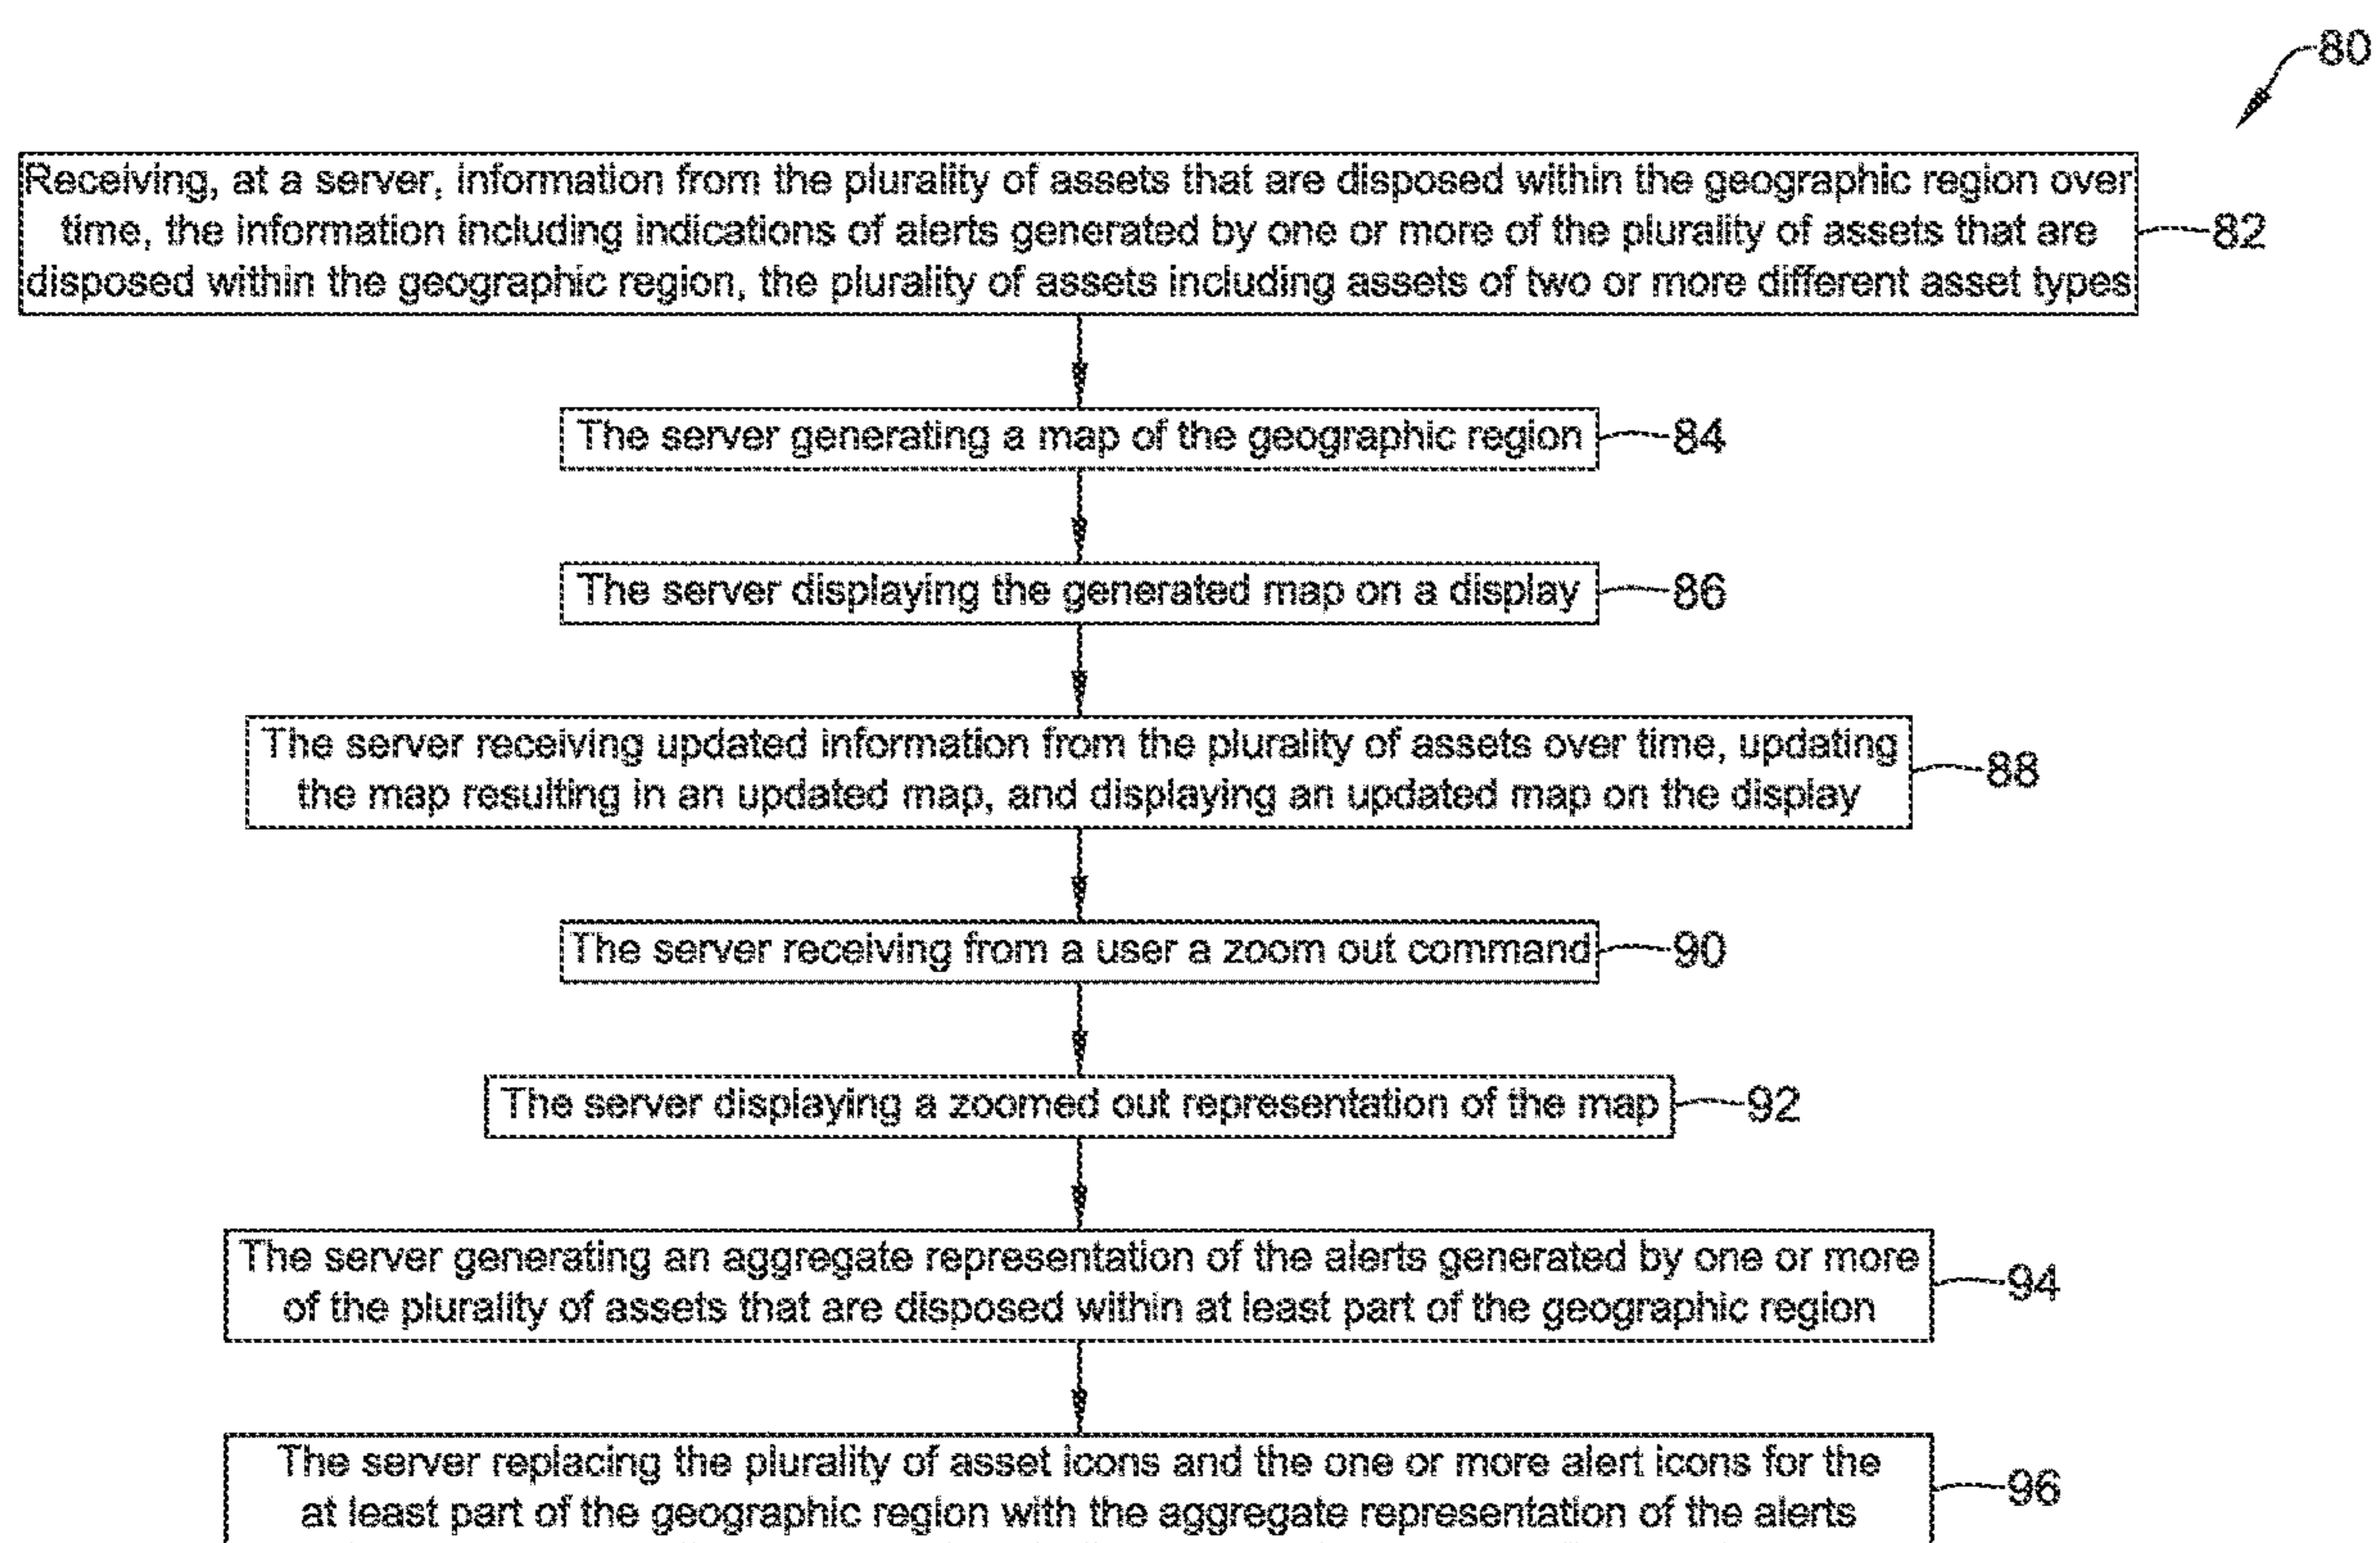 80
Receiving, at a server, information from the plurality of assets that are disposed within the geographic region over
time, the information including indications of alerts generated by one or more of the plurality of assets that are
82
disposed within the geographic region, the plurality of assets including assets of two or more different asset types
The server generating a map of the geographic region
84
The server displaying the generated map on a display
86
The server receiving updated information from the plurality of assets over time, updating
the map resulting in an updated map, and displaying an updated map on the display
88
The server receiving from a user a zoom out command
90
The server displaying a zoomed out representation of the map
92
The server generating an aggregate representation of the alerts generated by one or more
of the plurality of assets that are disposed within at least part of the geographic region
94
The server replacing the plurality of asset icons and the one or more alert icons for the
at least part of the geographic region with the aggregate representation of the alerts
96